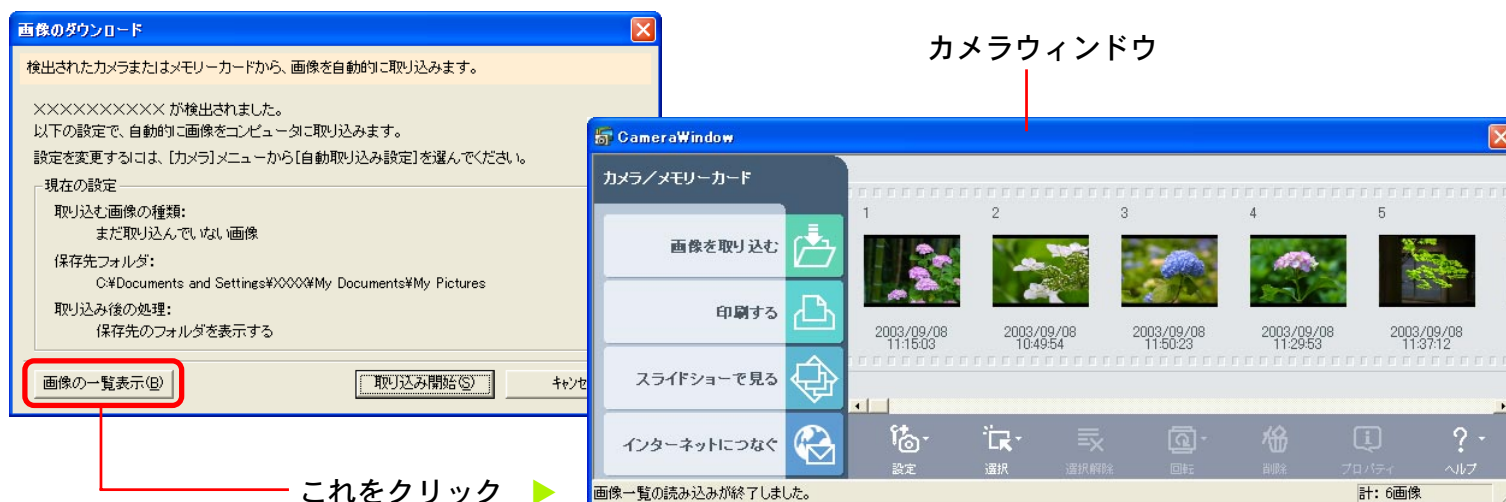 画像のダウンロード
検出されたカメラまたはメモリーカードから、画像を自動的に取り込みます。
XXXXXXXXXX が検出されました。
以下の設定で、自動的に画像をコンピュータに取り込みます。
設定を変更するには、[カメラ]メニューから[自動取り込み設定]を選んでください。
現在の設定
取り込む画像の種類:
まだ取り込んでいない画像
保存先フォルダ:
C:¥Documents and Settings¥XXXX¥My Documents¥My Pictures
取り込み後の処理:
保存先のフォルダを表示する
画像の一覧表示(B)
取り込み開始(S)
キャンセ
これをクリック
カメラウィンドウ
CameraWindow
カメラ/メモリーカード
画像を取り込む
印刷する
スライドショーで見る
インターネットにつなぐ
1 2 3 4 5
2003/09/08 2003/09/08 2003/09/08 2003/09/08 2003/09/08
11:15:03 10:49:54 11:50:23 11:29:53 11:37:12
設定 選択 選択解除 回転 削除 プロパティ ヘルプ
画像一覧の読み込みが終了しました。
計: 6画像